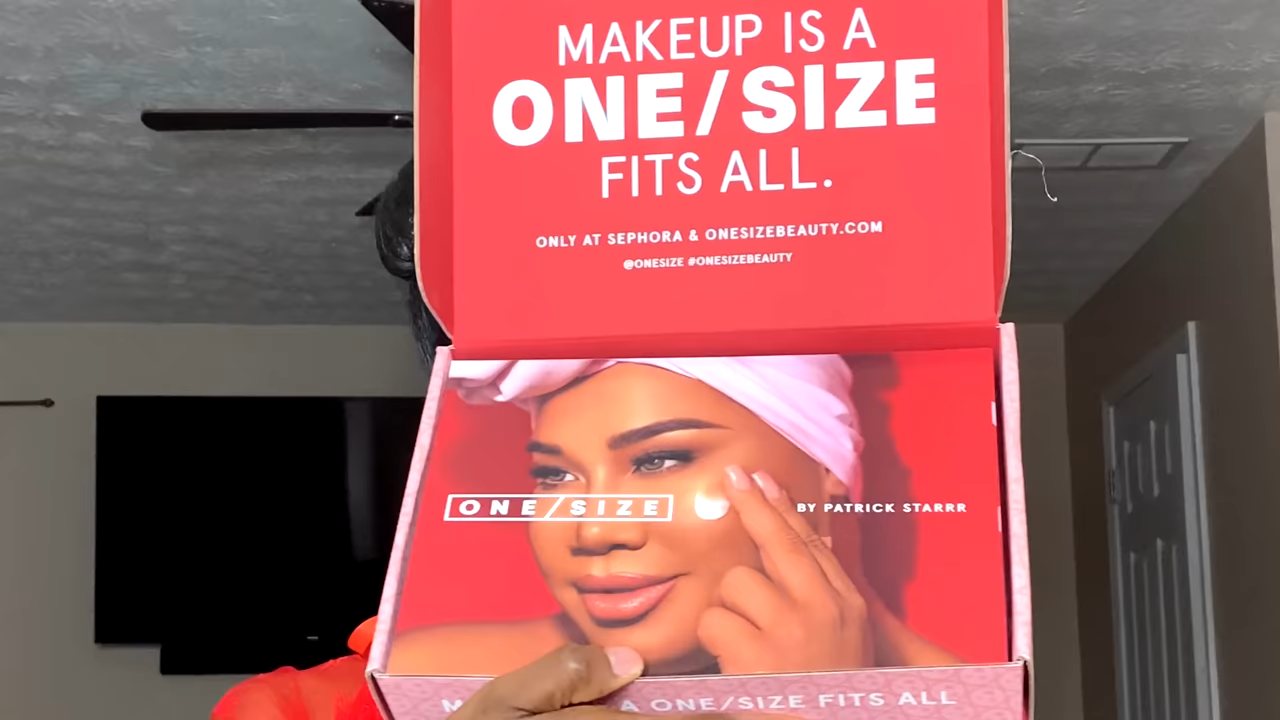 MAKEUP IS A
ONE/SIZE
FITS ALL.
ONLY AT SEPHORA & ONESIZEBEAUTY.COM
@ONESIZE #ONESIZEBEAUTY
ONE/SIZE
BY PATRICK STARRR
A ONE/SIZE FITS ALL